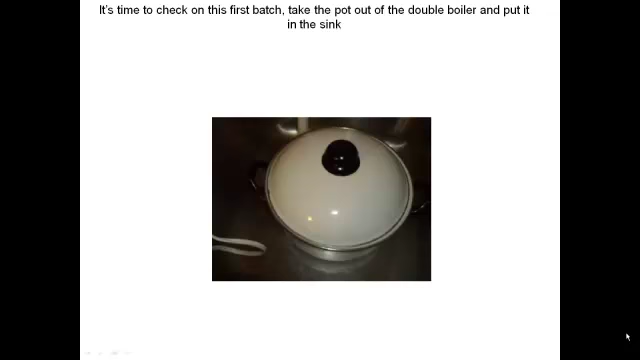 It's time to check on this first batch, take the pot out of the double boiler and put it
in the sink